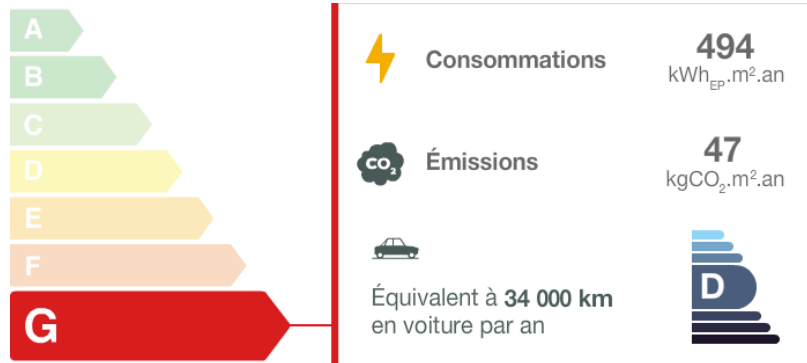 A
B
C
D
E
F
G
Consommations
494
kWhEP.m².an
CO2
Émissions
47
kgCO2.m².an
D
Équivalent à 34 000 km
en voiture par an